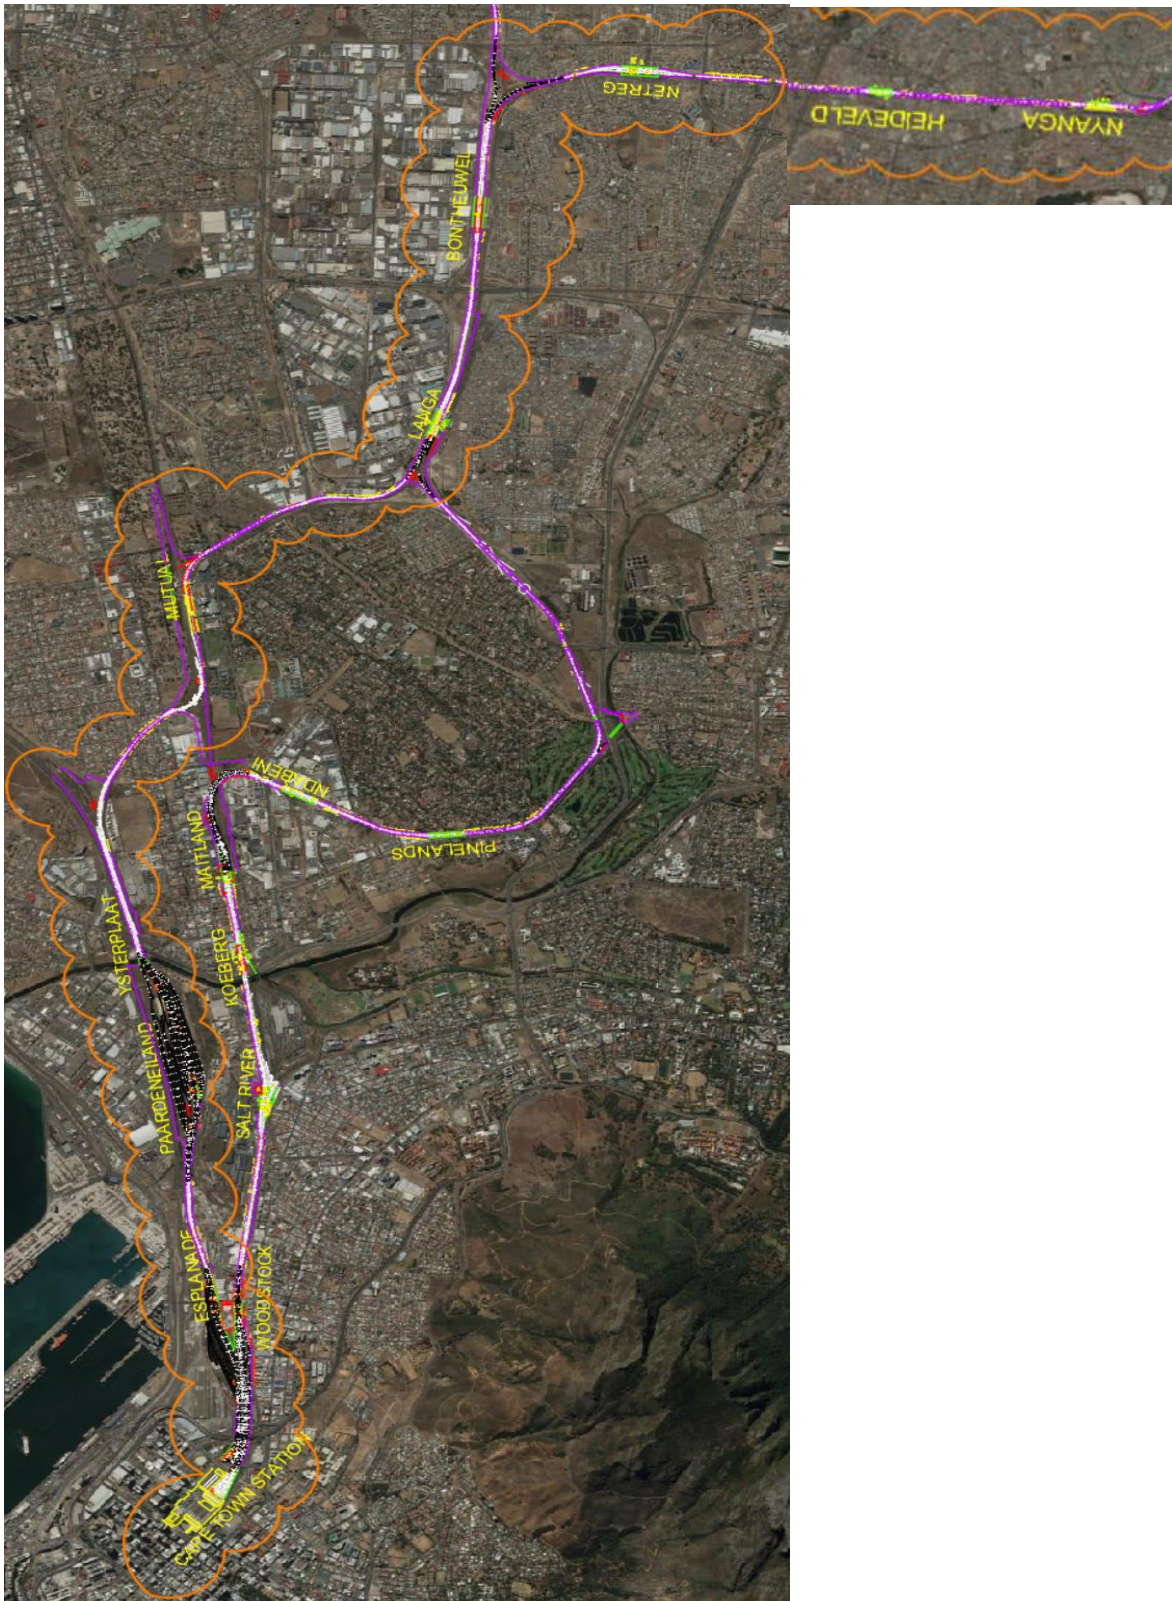 NETREG
HEIDEVELD
NYANGA
BONTHEUWEL
LANGA
MUTUAL
NDABENI
MAITLAND
PINELANDS
YSTERPLAAT
KOEBERG
PAARDENEILAND
SALT RIVER
ESPLANADE
WOODSTOCK
CAPE TOWN STATION